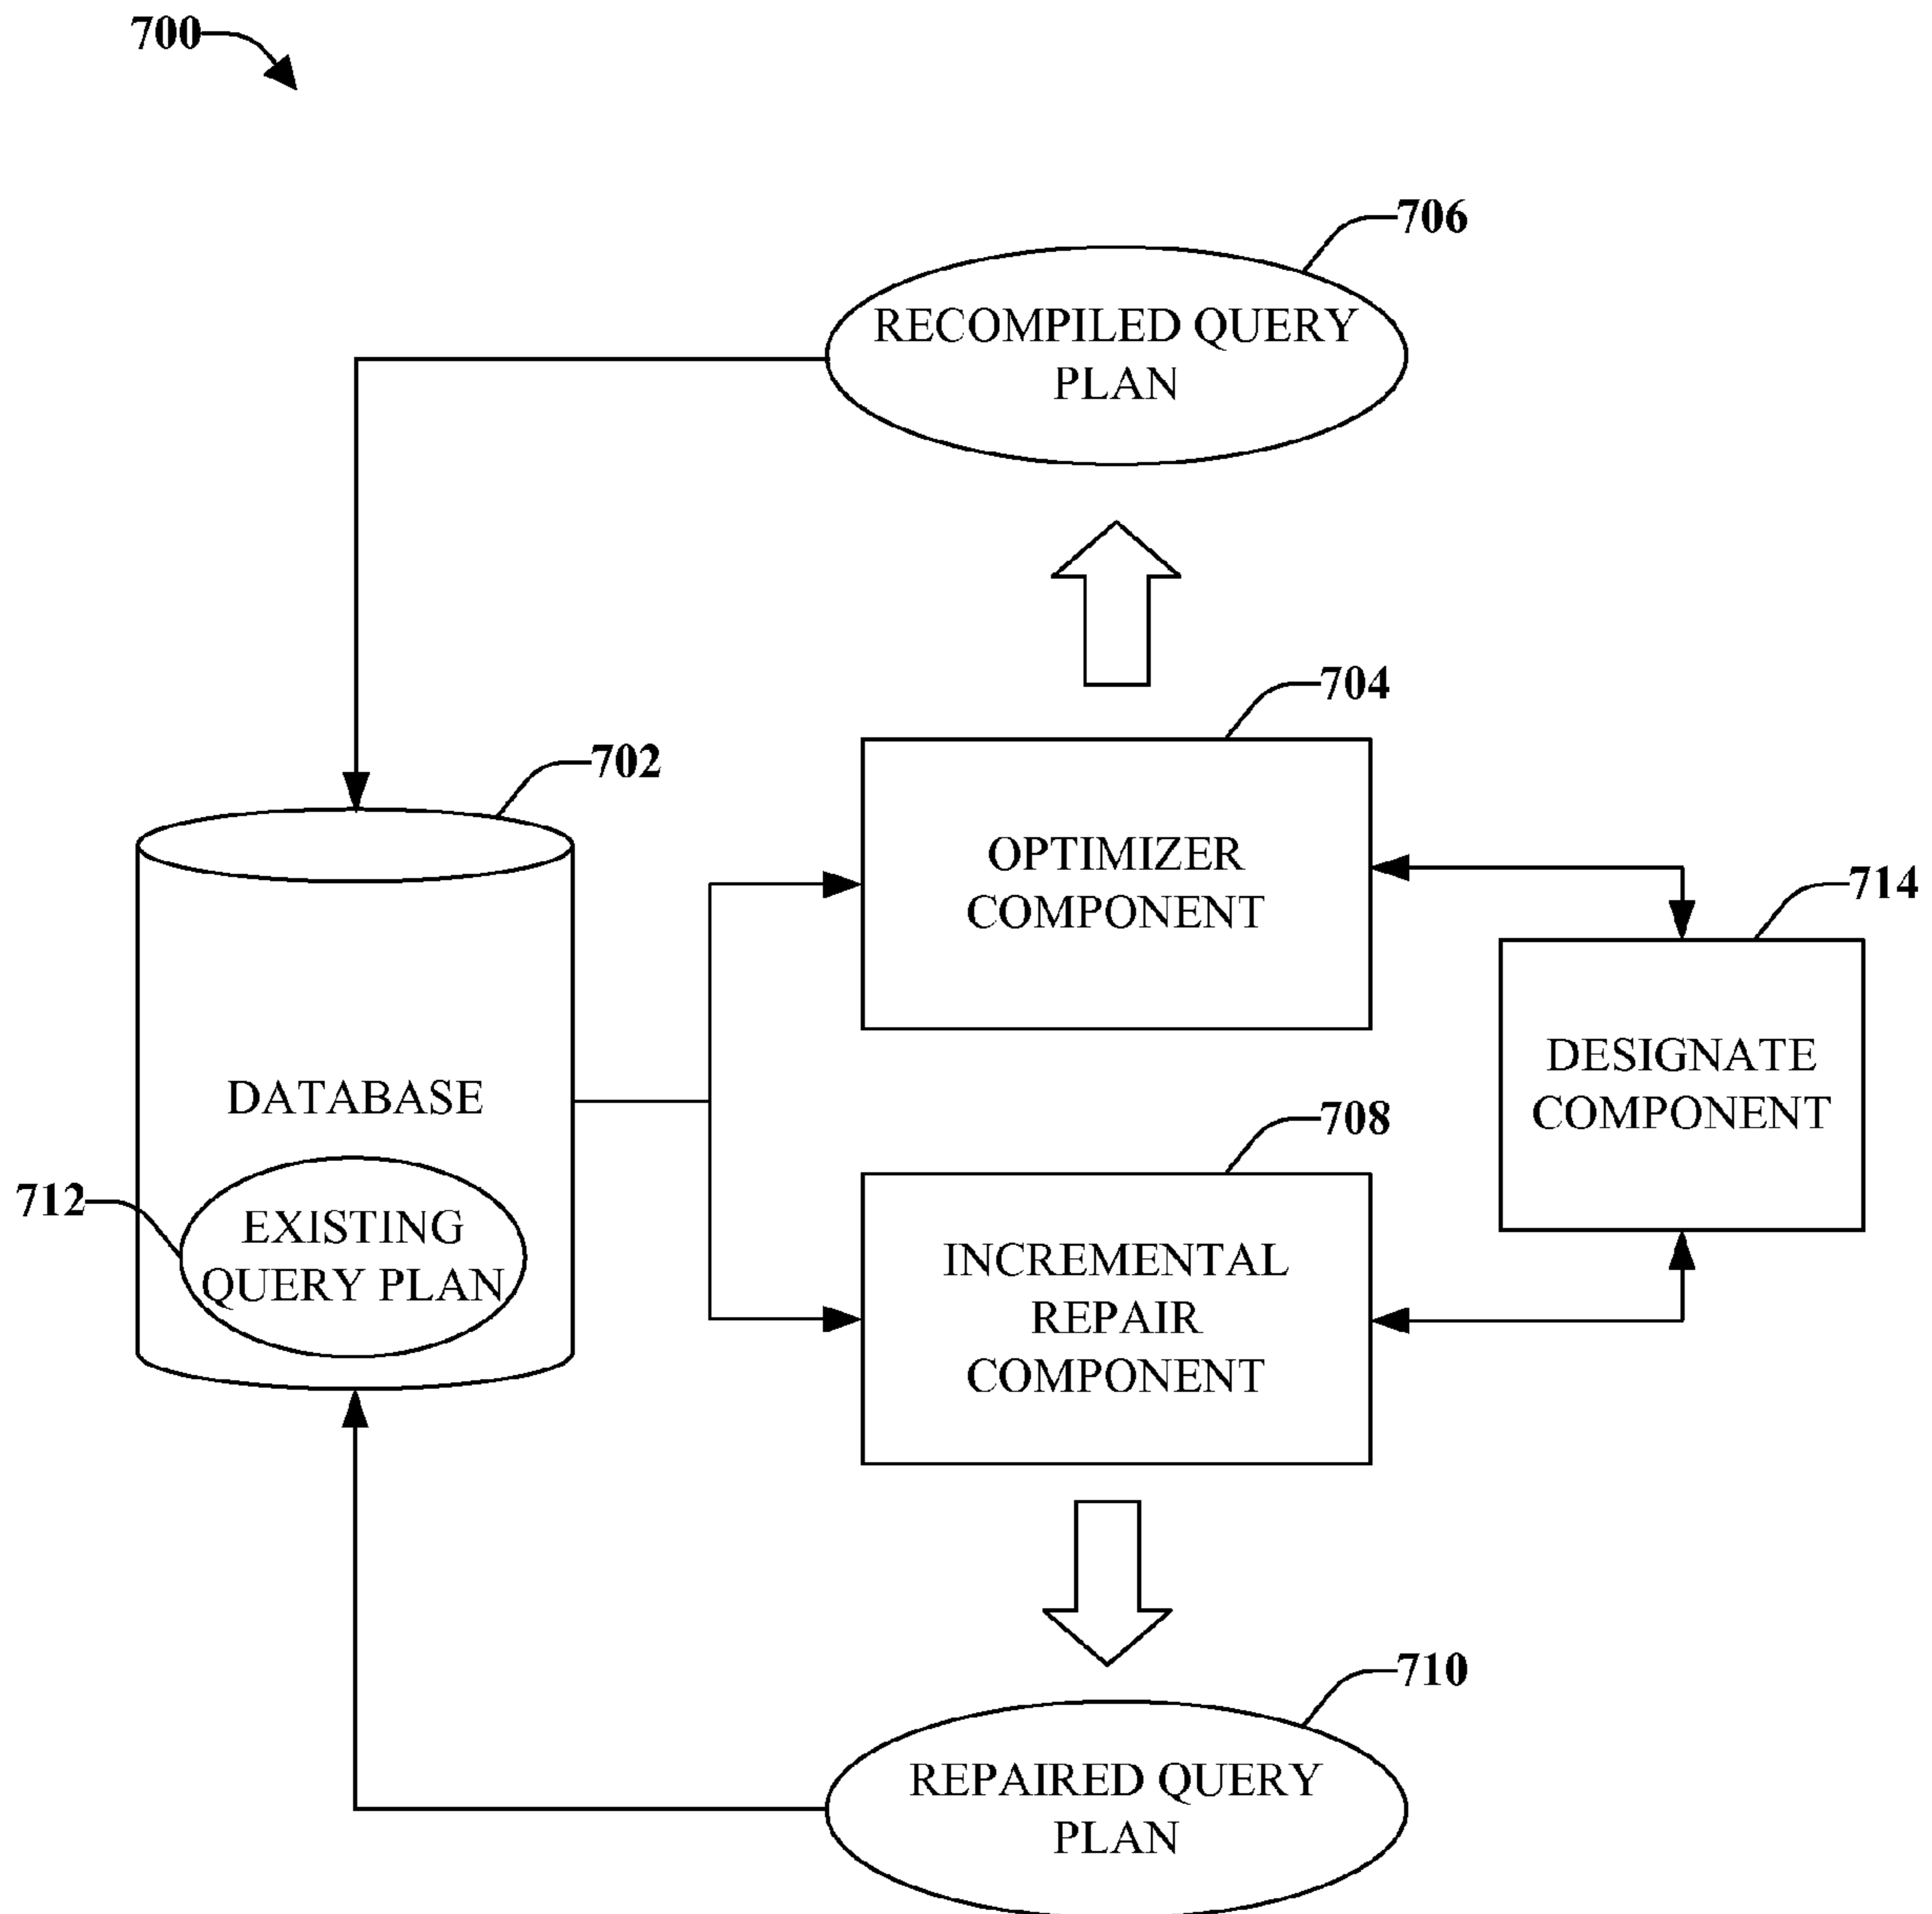 700
706
RECOMPILED QUERY
PLAN
704
702
OPTIMIZER
COMPONENT
714
DESIGNATE
COMPONENT
DATABASE
708
712
EXISTING
QUERY PLAN
INCREMENTAL
REPAIR
COMPONENT
710
REPAIRED QUERY
PLAN